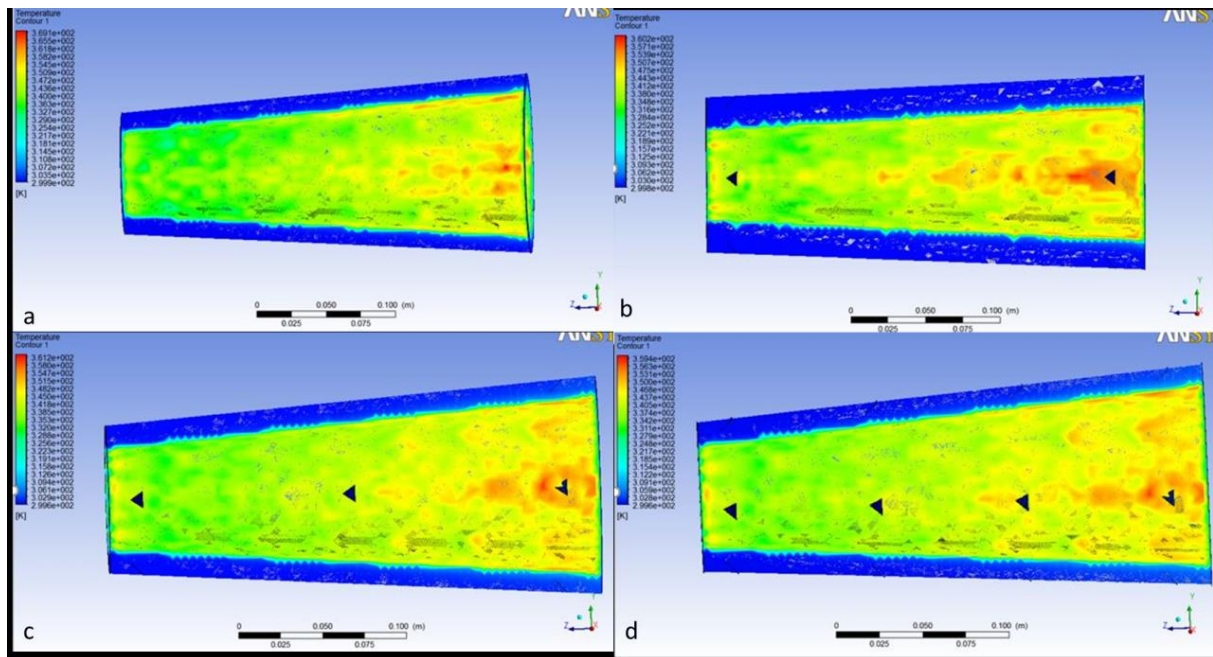 Temperature
Contour 1
3.691e+002
3.655e+002
3.618e+002
3.582e+002
3.545e+002
3.509e+002
3.472e+002
3.436e+002
3.400e+002
3.363e+002
3.327e+002
3.290e+002
3.254e+002
3.217e+002
3.181e+002
3.145e+002
3.108e+002
3.072e+002
3.035e+002
2.999e+002
[K]
ANS
0 0.050 0.100 (m)
0.025 0.075
Y
Z
X
a
Temperature
Contour 1
3.602e+002
3.571e+002
3.539e+002
3.507e+002
3.475e+002
3.443e+002
3.412e+002
3.380e+002
3.348e+002
3.316e+002
3.284e+002
3.252e+002
3.221e+002
3.189e+002
3.157e+002
3.125e+002
3.093e+002
3.062e+002
3.030e+002
2.998e+002
[K]
ANS
0 0.050 0.100 (m)
0.025 0.075
Y
Z
X
b
Temperature
Contour 1
3.612e+002
3.580e+002
3.547e+002
3.515e+002
3.482e+002
3.450e+002
3.418e+002
3.385e+002
3.353e+002
3.320e+002
3.288e+002
3.256e+002
3.223e+002
3.191e+002
3.158e+002
3.126e+002
3.094e+002
3.061e+002
3.029e+002
2.996e+002
[K]
ANS
0 0.050 0.100 (m)
0.025 0.075
Y
Z
X
c
Temperature
Contour 1
3.594e+002
3.563e+002
3.531e+002
3.500e+002
3.468e+002
3.437e+002
3.405e+002
3.374e+002
3.342e+002
3.311e+002
3.279e+002
3.248e+002
3.217e+002
3.185e+002
3.154e+002
3.122e+002
3.091e+002
3.059e+002
3.028e+002
2.996e+002
[K]
ANS
0 0.050 0.100 (m)
0.025 0.075
Y
Z
X
d